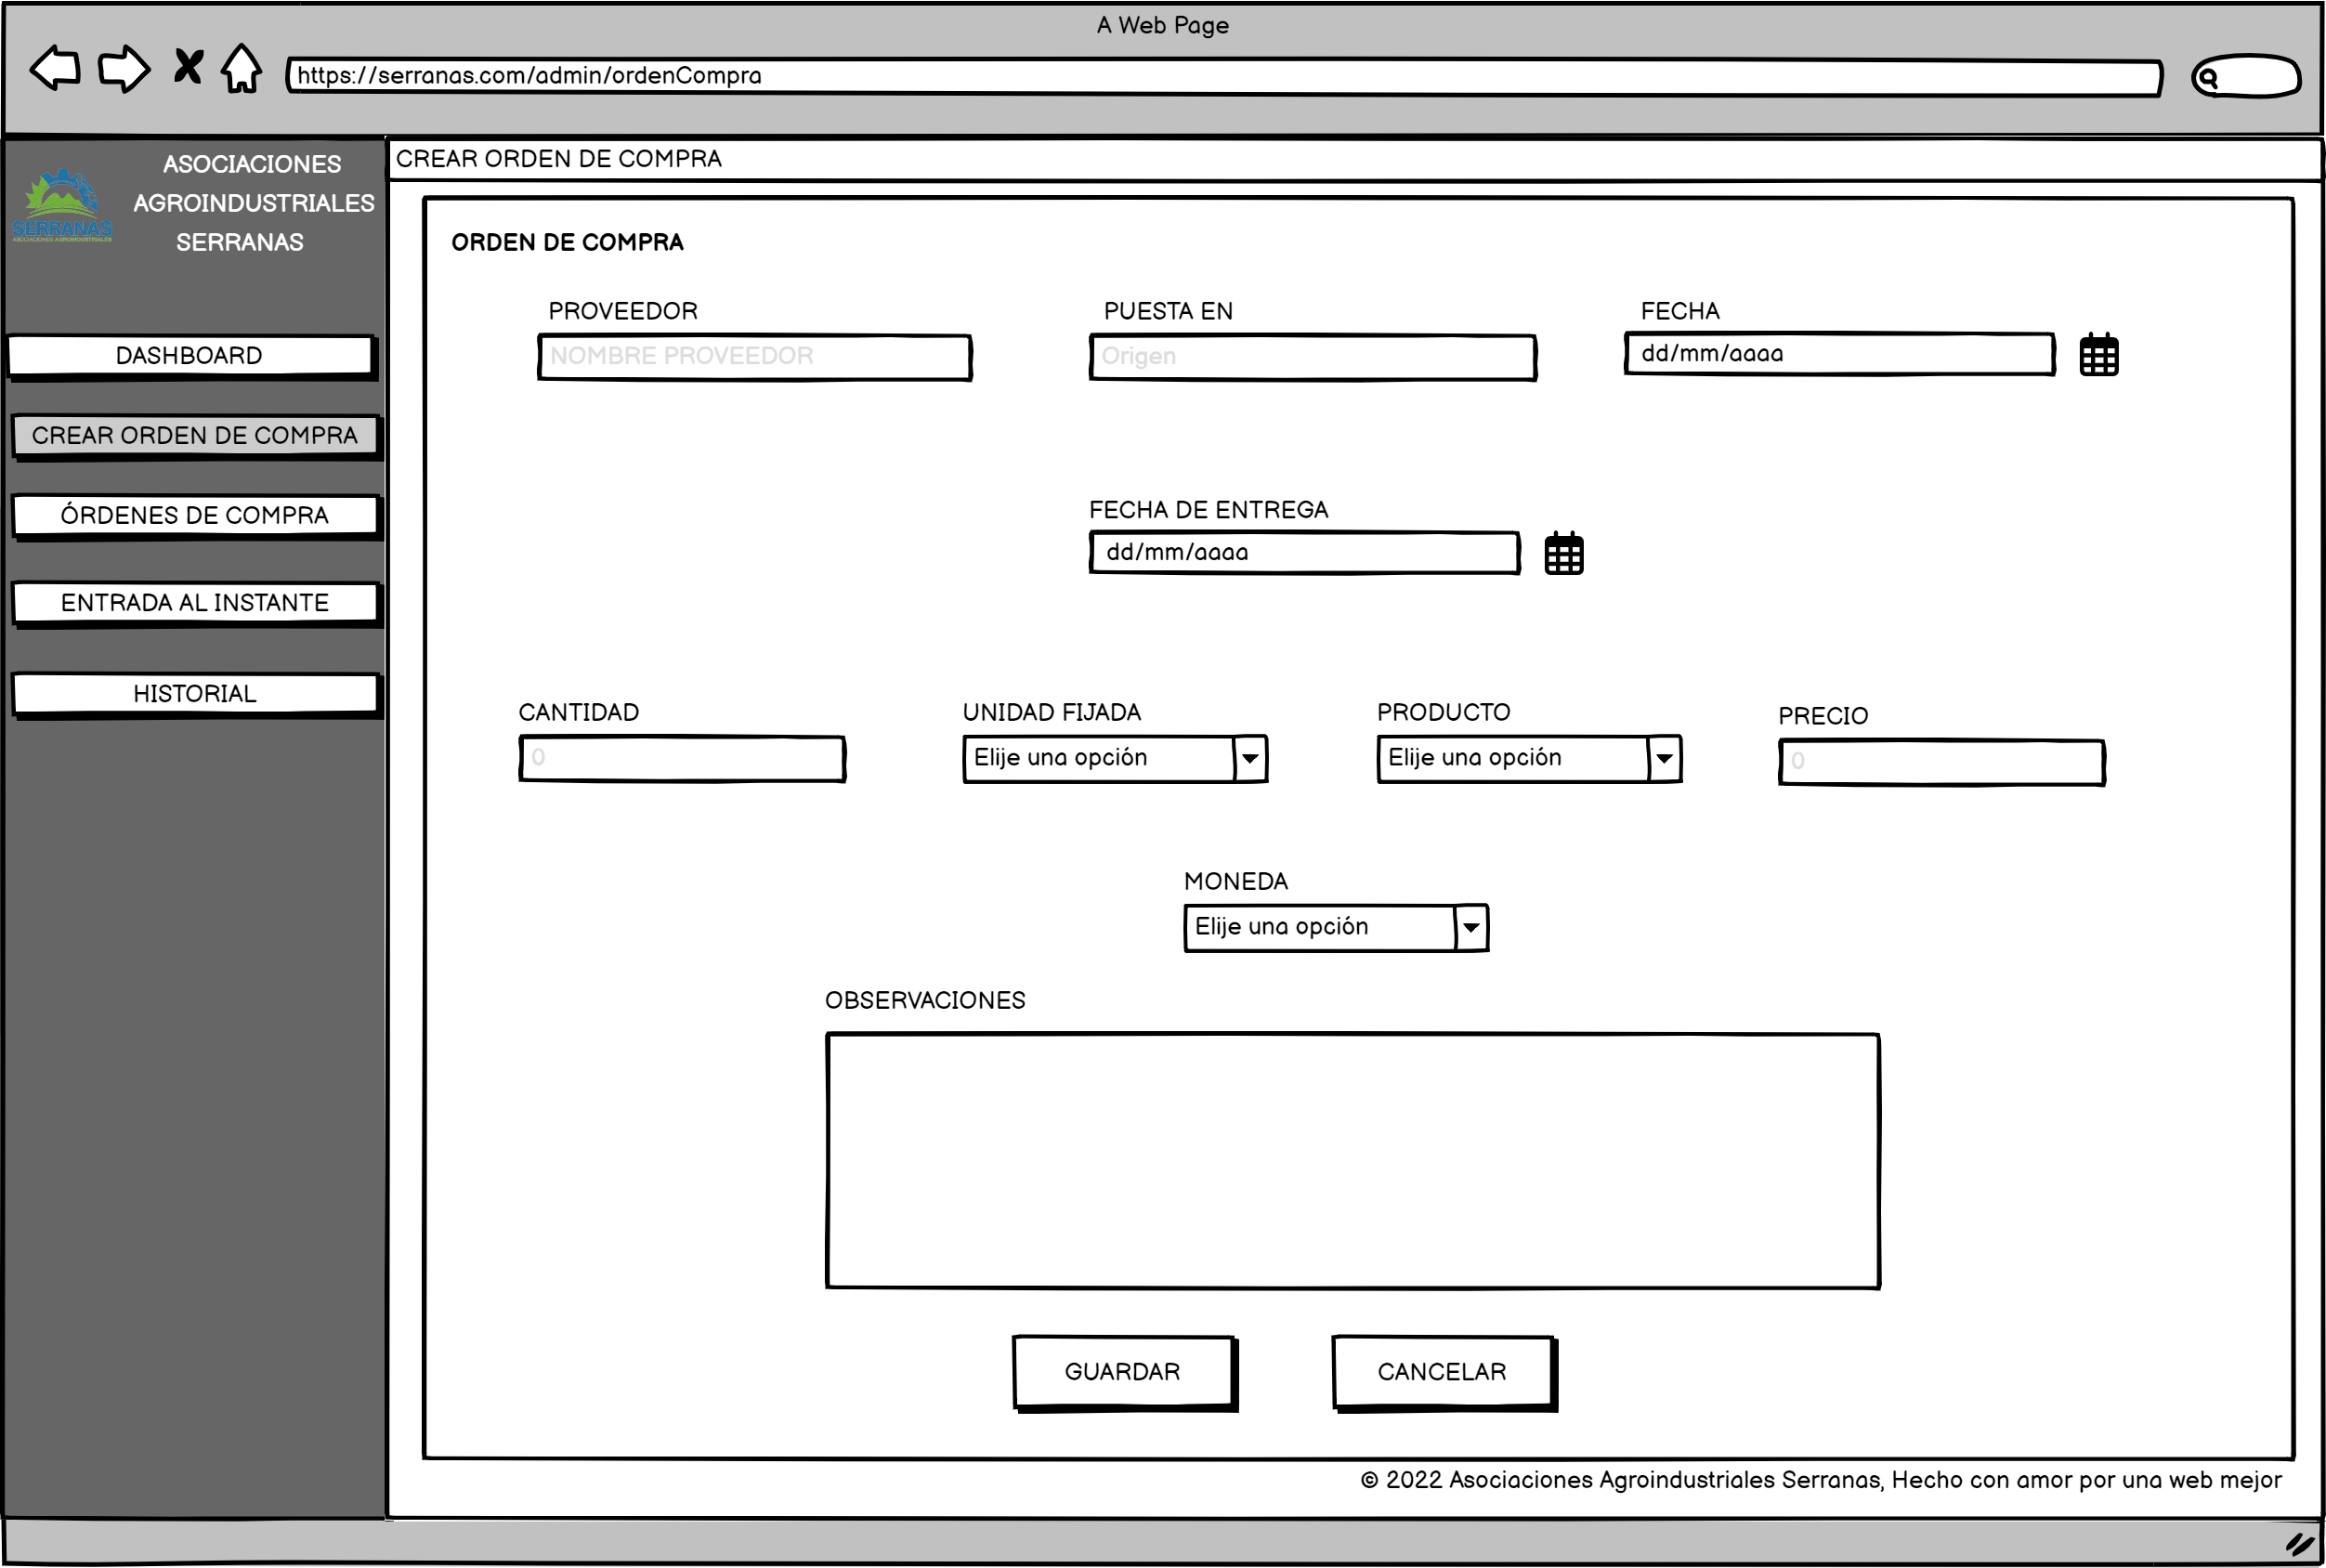 A Web Page
https://serranas.com/admin/ordenCompra
ASOCIACIONES
AGROINDUSTRIALES
SERRANAS
SERRANAS
ASOCIACIONES AGROINDUSTRIALES
DASHBOARD
CREAR ORDEN DE COMPRA
ÓRDENES DE COMPRA
ENTRADA AL INSTANTE
HISTORIAL
CREAR ORDEN DE COMPRA
ORDEN DE COMPRA
PROVEEDOR
NOMBRE PROVEEDOR
PUESTA EN
Origen
FECHA
dd/mm/aaaa
FECHA DE ENTREGA
dd/mm/aaaa
CANTIDAD
0
UNIDAD FIJADA
Elije una opción
PRODUCTO
Elije una opción
PRECIO
0
MONEDA
Elije una opción
OBSERVACIONES
GUARDAR
CANCELAR
© 2022 Asociaciones Agroindustriales Serranas, Hecho con amor por una web mejor